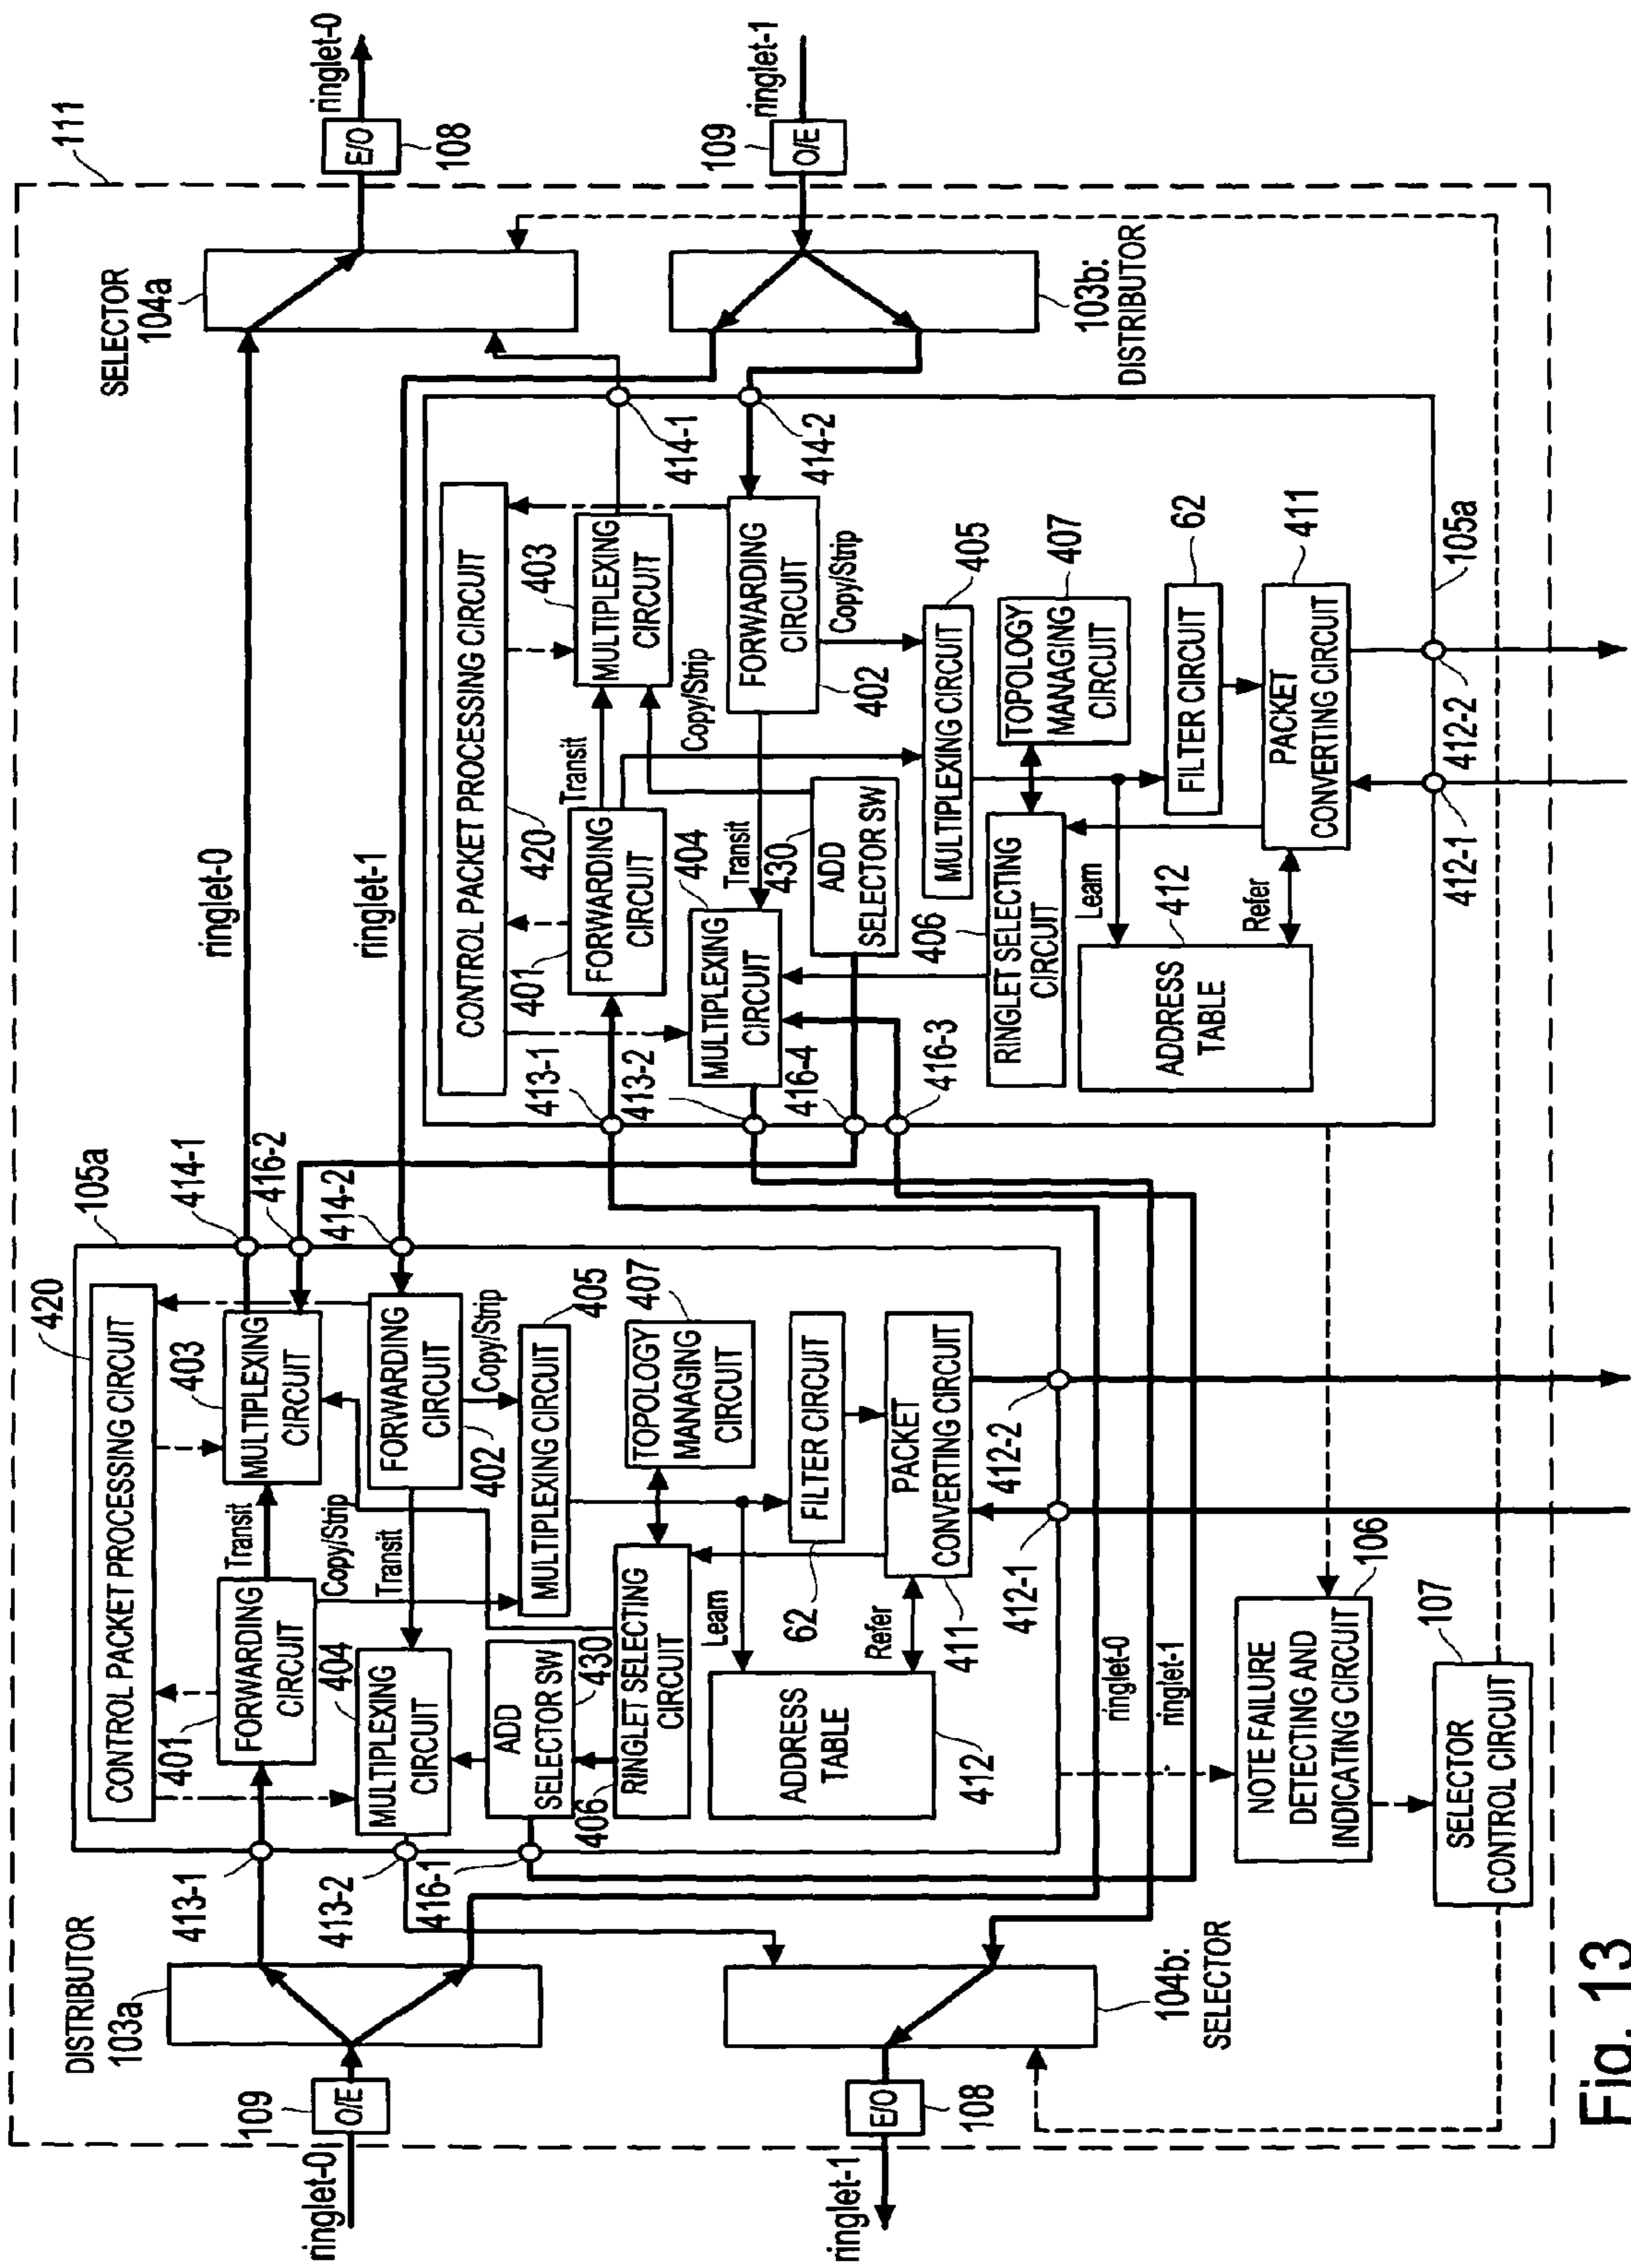 111
ringlet-0
E/O
108
ringlet-1
O/E
109
SELECTOR
104a
103b:
DISTRIBUTOR
ringlet-0
ringlet-1
105a
420
CONTROL PACKET PROCESSING CIRCUIT
414-1
416-2
414-2
403
MULTIPLEXING
CIRCUIT
Transit
401
FORWARDING
CIRCUIT
Copy/Strip
Transit
FORWARDING
CIRCUIT
402
Copy/Strip
404
MULTIPLEXING
CIRCUIT
405
MULTIPLEXING CIRCUIT
ADD
SELECTOR SW
430
406
RINGLET SELECTING
CIRCUIT
407
TOPOLOGY
MANAGING
CIRCUIT
Learn
FILTER CIRCUIT
62
ADDRESS
TABLE
412
Refer
PACKET
CONVERTING CIRCUIT
411
412-1
412-2
413-1
413-2
416-1
DISTRIBUTOR
103a
109
O/E
ringlet-0
ringlet-1
E/O
108
104b:
SELECTOR
ringlet-0
ringlet-1
CONTROL PACKET PROCESSING CIRCUIT
420
403
MULTIPLEXING
CIRCUIT
414-1
414-2
Transit
401
FORWARDING
CIRCUIT
Copy/Strip
FORWARDING
CIRCUIT
402
Copy/Strip
404
MULTIPLEXING
CIRCUIT
Transit
430
ADD
SELECTOR SW
405
MULTIPLEXING CIRCUIT
406
RINGLET SELECTING
CIRCUIT
TOPOLOGY
MANAGING
CIRCUIT
407
Learn
412
ADDRESS
TABLE
Refer
62
FILTER CIRCUIT
411
PACKET
CONVERTING CIRCUIT
105a
412-1
412-2
413-1
413-2
416-4
416-3
NOTE FAILURE
DETECTING AND
INDICATING CIRCUIT
106
107
SELECTOR
CONTROL CIRCUIT
Fig. 13